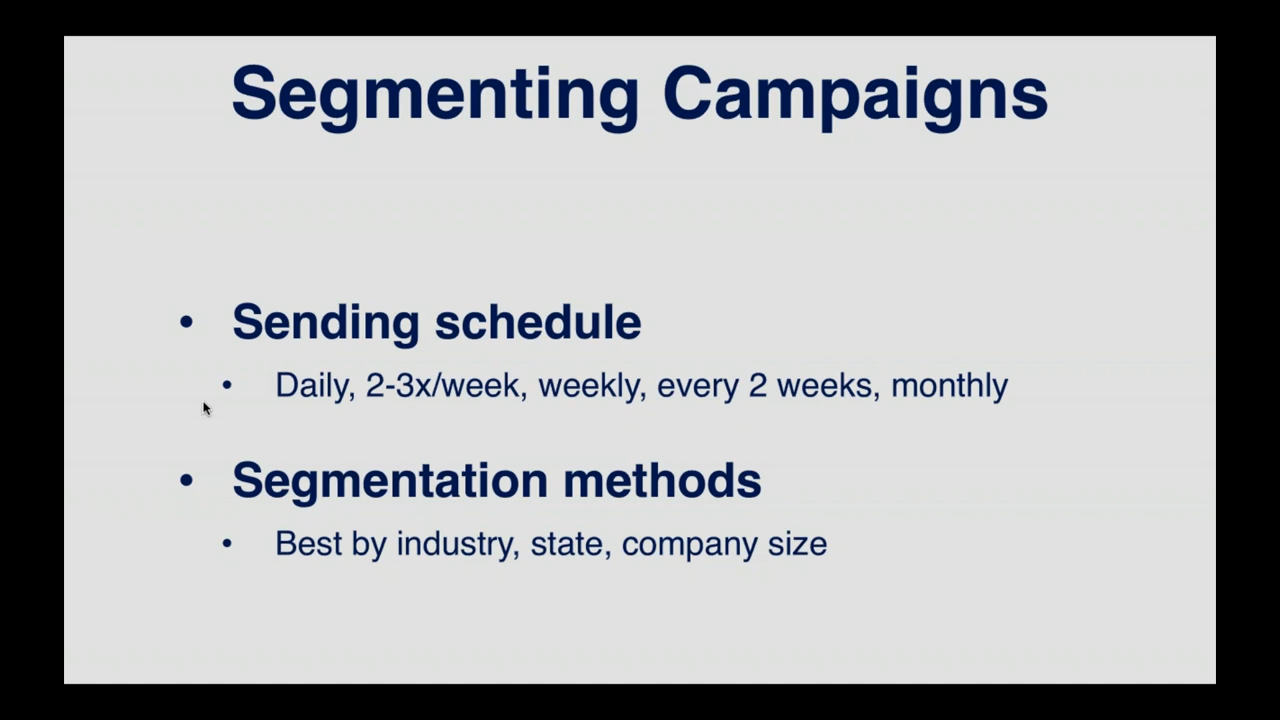 Segmenting Campaigns
• Sending schedule
• Daily, 2-3x/week, weekly, every 2 weeks, monthly
• Segmentation methods
• Best by industry, state, company size